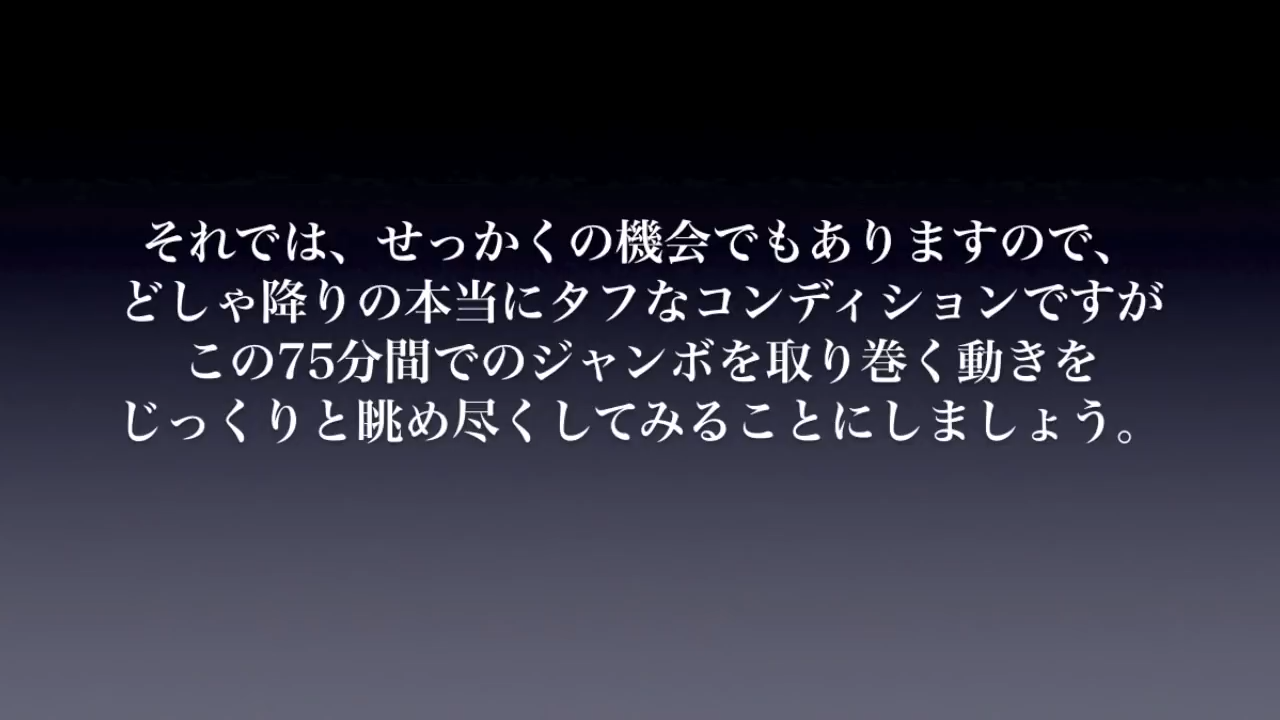 それでは、せっかくの機会でもありますので、
どしゃ降りの本当にタフなコンディションですが
この75分間でのジャンボを取り巻く動きを
じっくりと眺め尽くしてみることにしましょう。